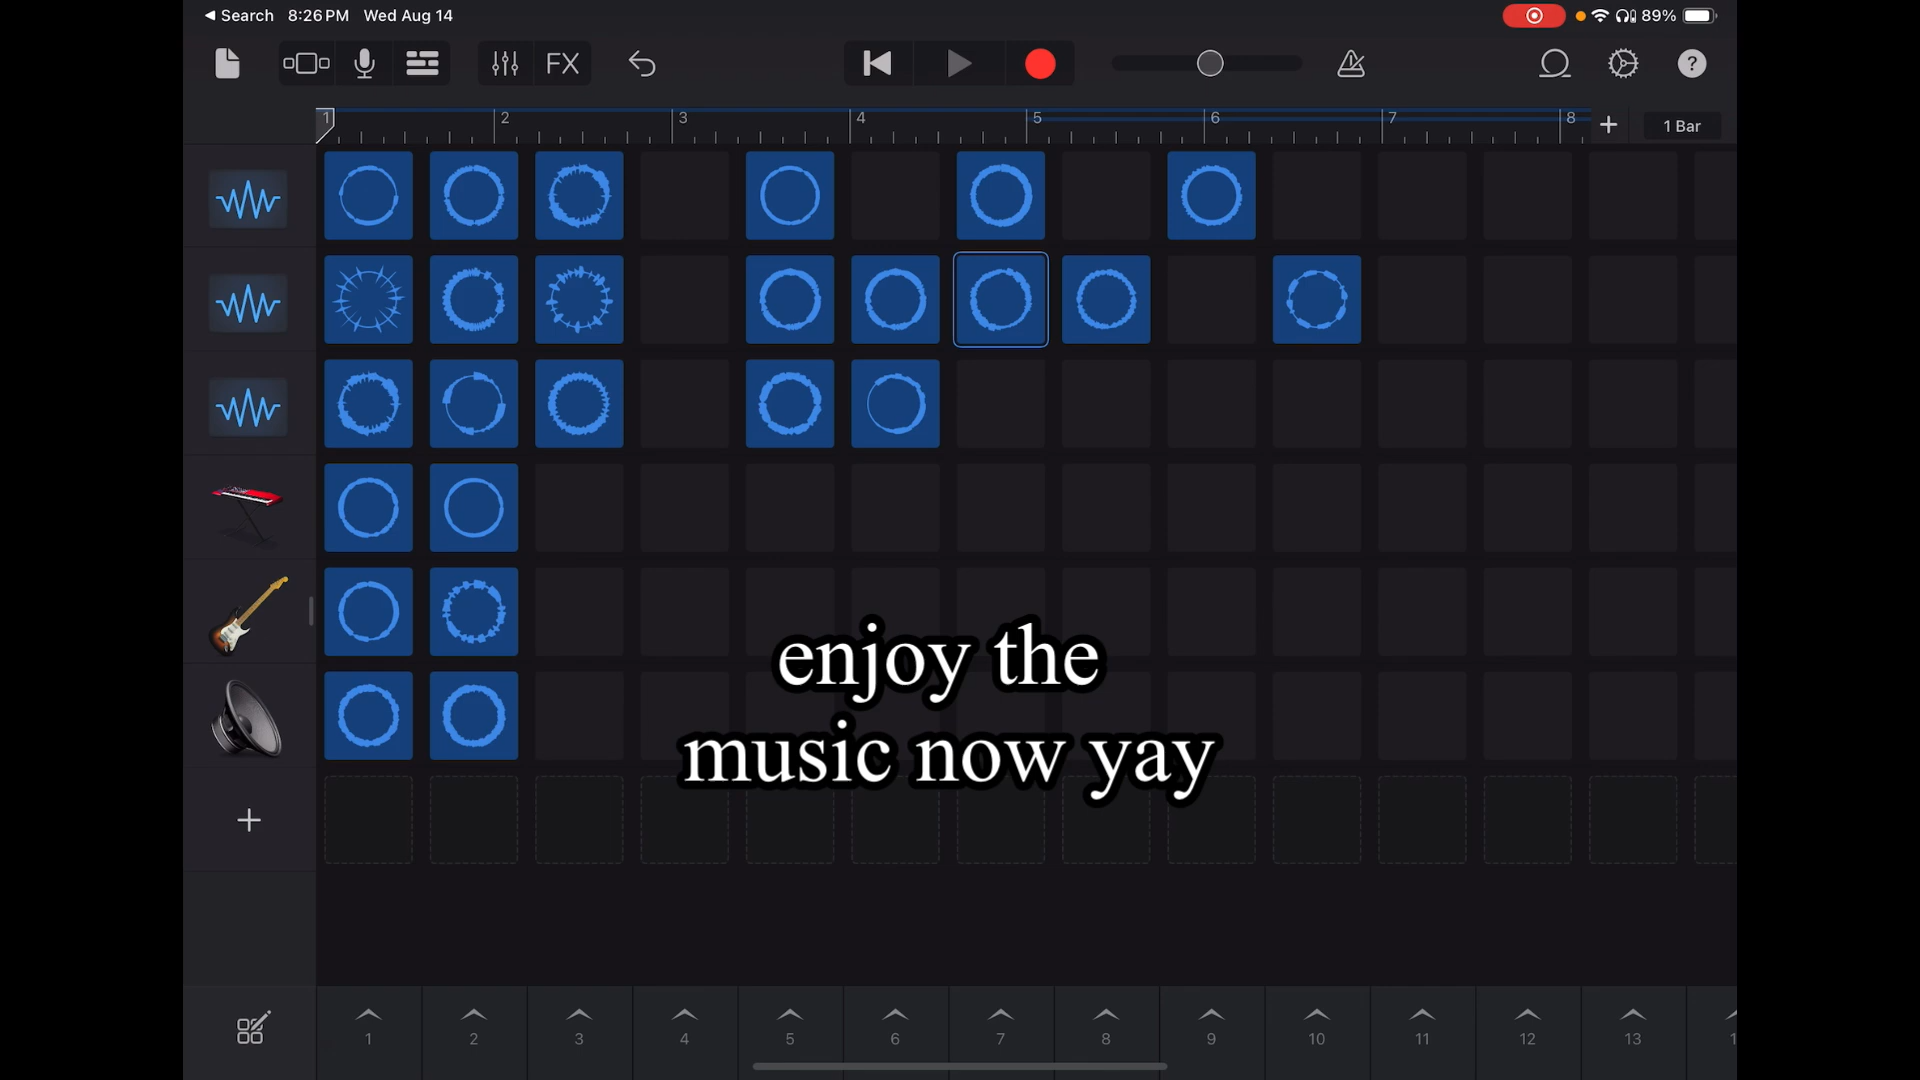 Search 8:26 PM Wed Aug 14
89%
FX
?
1 2 3 4 5 6 7 8
1 Bar
enjoy the
music now yay
1 2 3 4 5 6 7 8 9 10 11 12 13